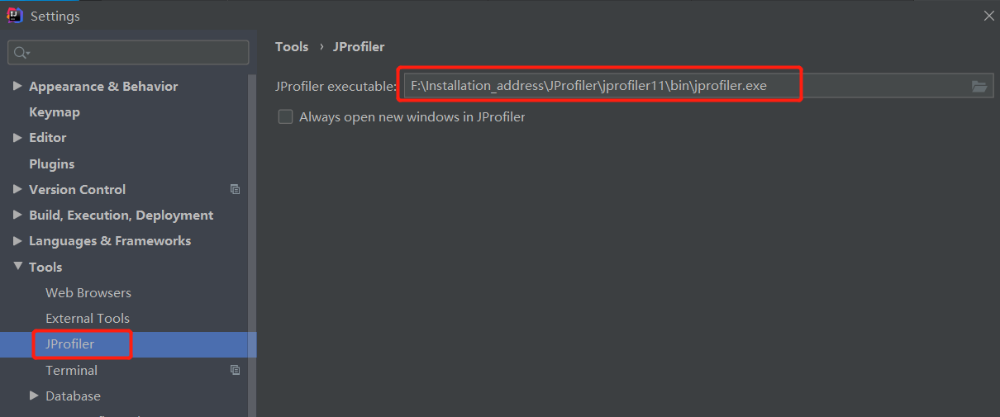 Settings
Tools › JProfiler
JProfiler executable: F:\Installation_address\JProfiler\jprofiler11\bin\jprofiler.exe
Always open new windows in JProfiler
Appearance & Behavior
Keymap
Editor
Plugins
Version Control
Build, Execution, Deployment
Languages & Frameworks
Tools
Web Browsers
External Tools
JProfiler
Terminal
Database